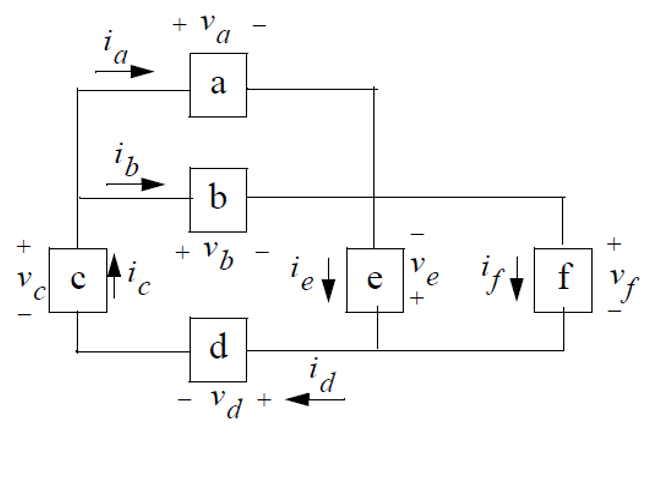 + v_a −
i_a
a
i_b
b
+ v_b −
+
v_c
−
c
i_c
i_e
e
−
v_e
+
i_f
f
+
v_f
−
d
− v_d +
i_d